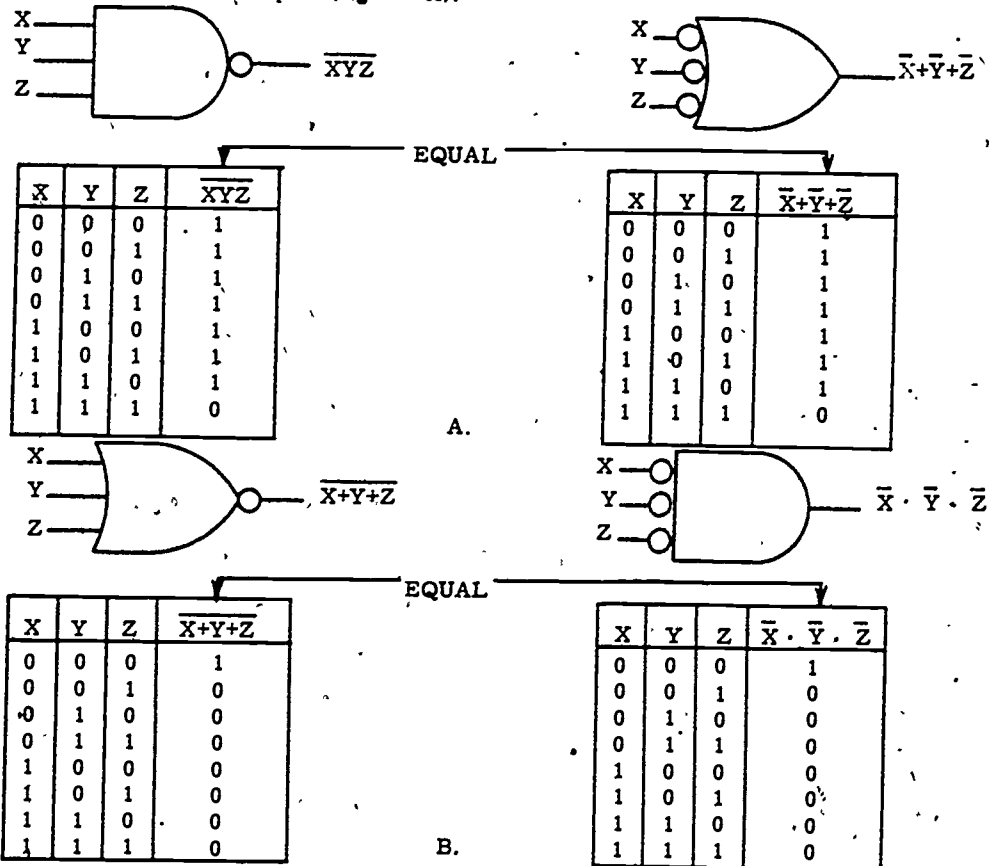 X
Y
Z
X̅Y̅Z̅
X
Y
Z
X̅+Y̅+Z̅
EQUAL
X Y Z X̅Y̅Z̅
0 0 0 1
0 0 1 1
0 1 0 1
0 1 1 1
1 0 0 1
1 0 1 1
1 1 0 1
1 1 1 0
X Y Z X̅+Y̅+Z̅
0 0 0 1
0 0 1 1
0 1 0 1
0 1 1 1
1 0 0 1
1 0 1 1
1 1 0 1
1 1 1 0
A.
X
Y
Z
X̅+̅Y̅+̅Z̅
X
Y
Z
X̅ · Y̅ · Z̅
EQUAL
X Y Z X̅+̅Y̅+̅Z̅
0 0 0 1
0 0 1 0
0 1 0 0
0 1 1 0
1 0 0 0
1 0 1 0
1 1 0 0
1 1 1 0
X Y Z X̅ · Y̅ · Z̅
0 0 0 1
0 0 1 0
0 1 0 0
0 1 1 0
1 0 0 0
1 0 1 0
1 1 0 0
1 1 1 0
B.